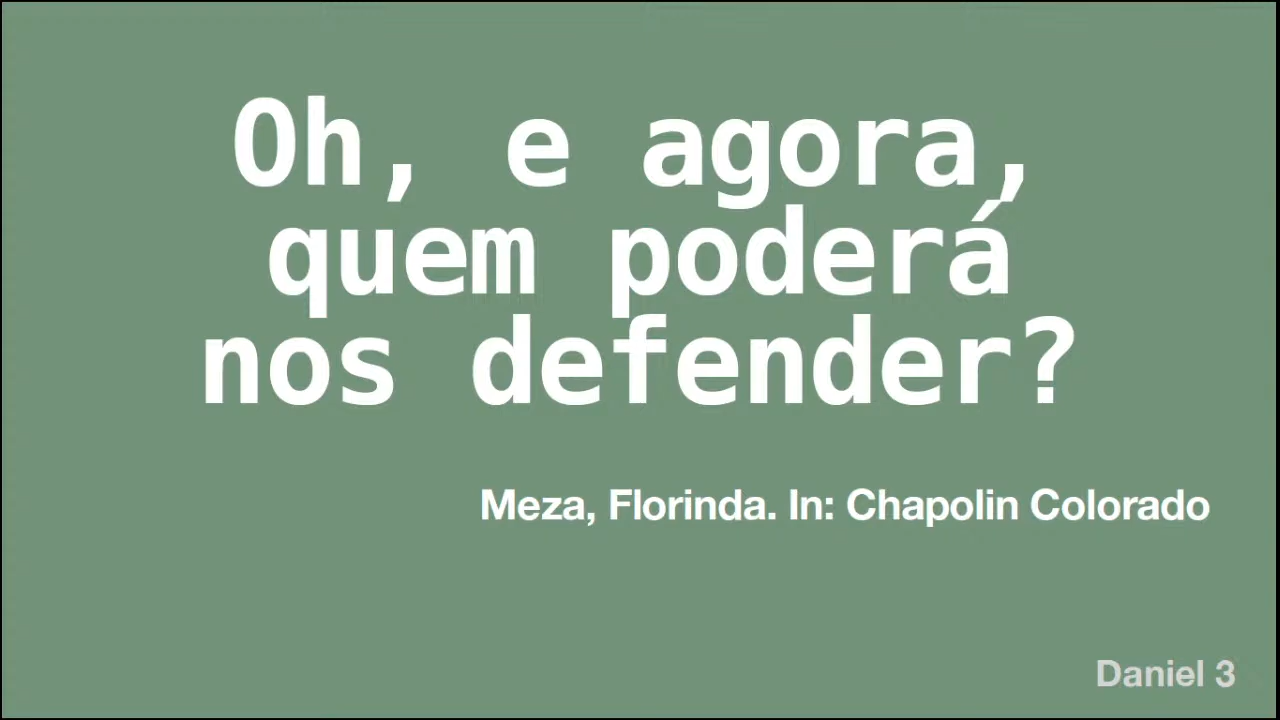 Oh, e agora,
quem poderá
nos defender?
Meza, Florinda. In: Chapolin Colorado
Daniel 3